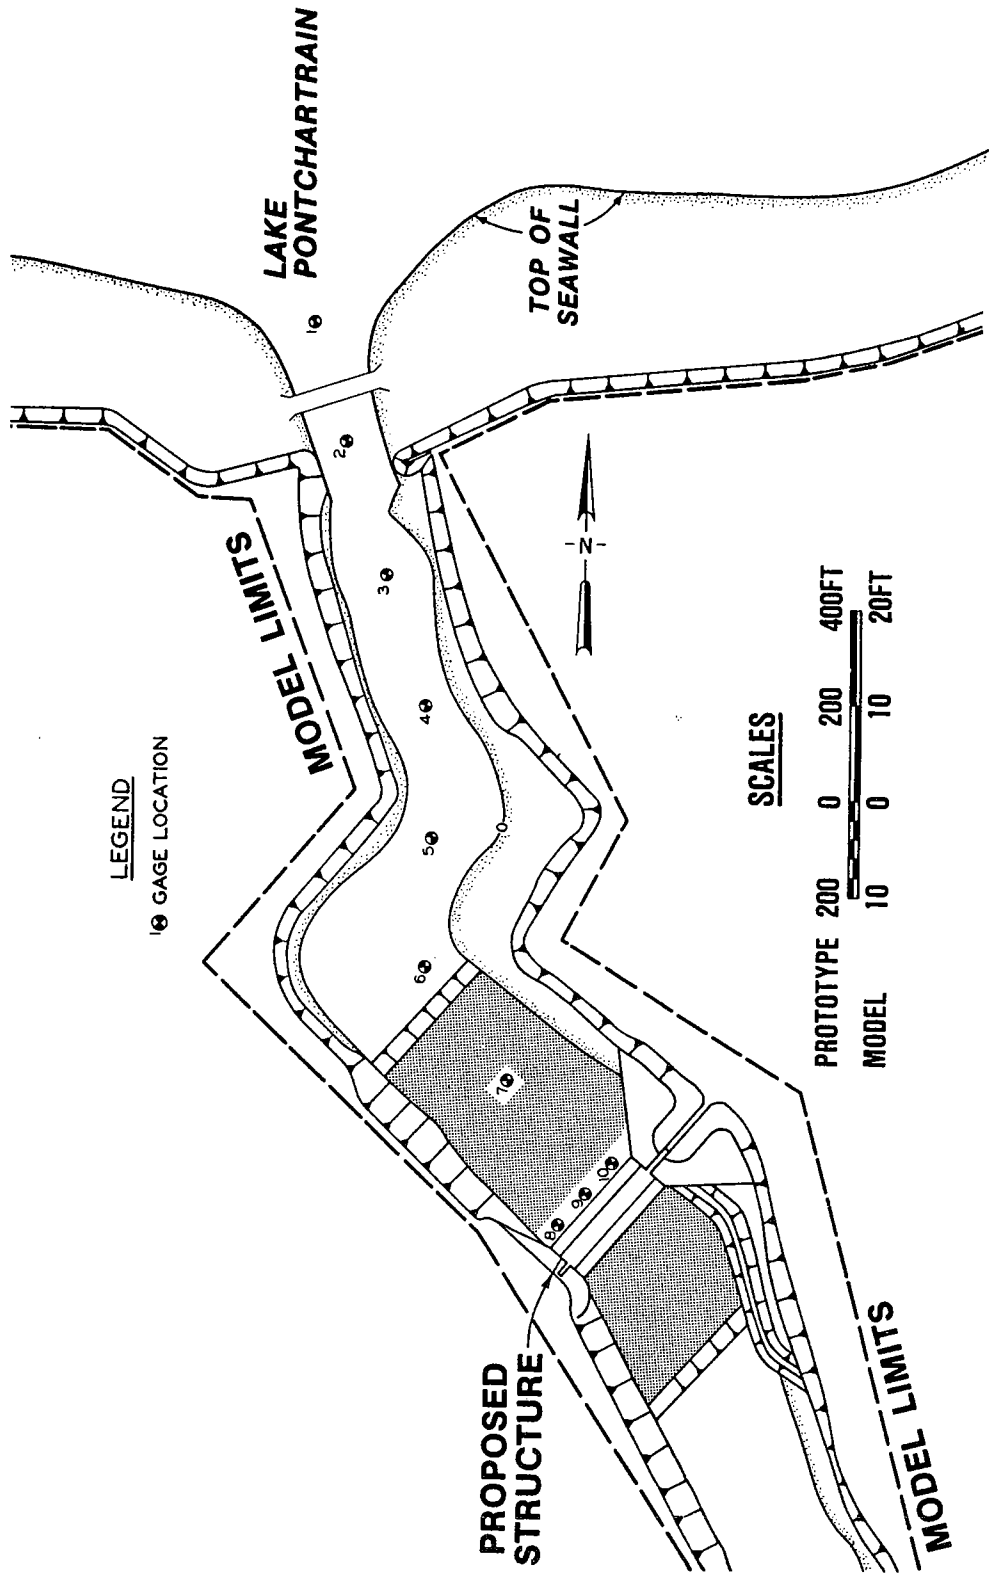 LAKE
PONTCHARTRAIN
TOP OF
SEAWALL
1
2
3
4
5
6
7
8
9
10
0
MODEL LIMITS
LEGEND
1 GAGE LOCATION
-N-
SCALES
PROTOTYPE 200 0 200 400FT
MODEL 10 0 10 20FT
PROPOSED
STRUCTURE
MODEL LIMITS